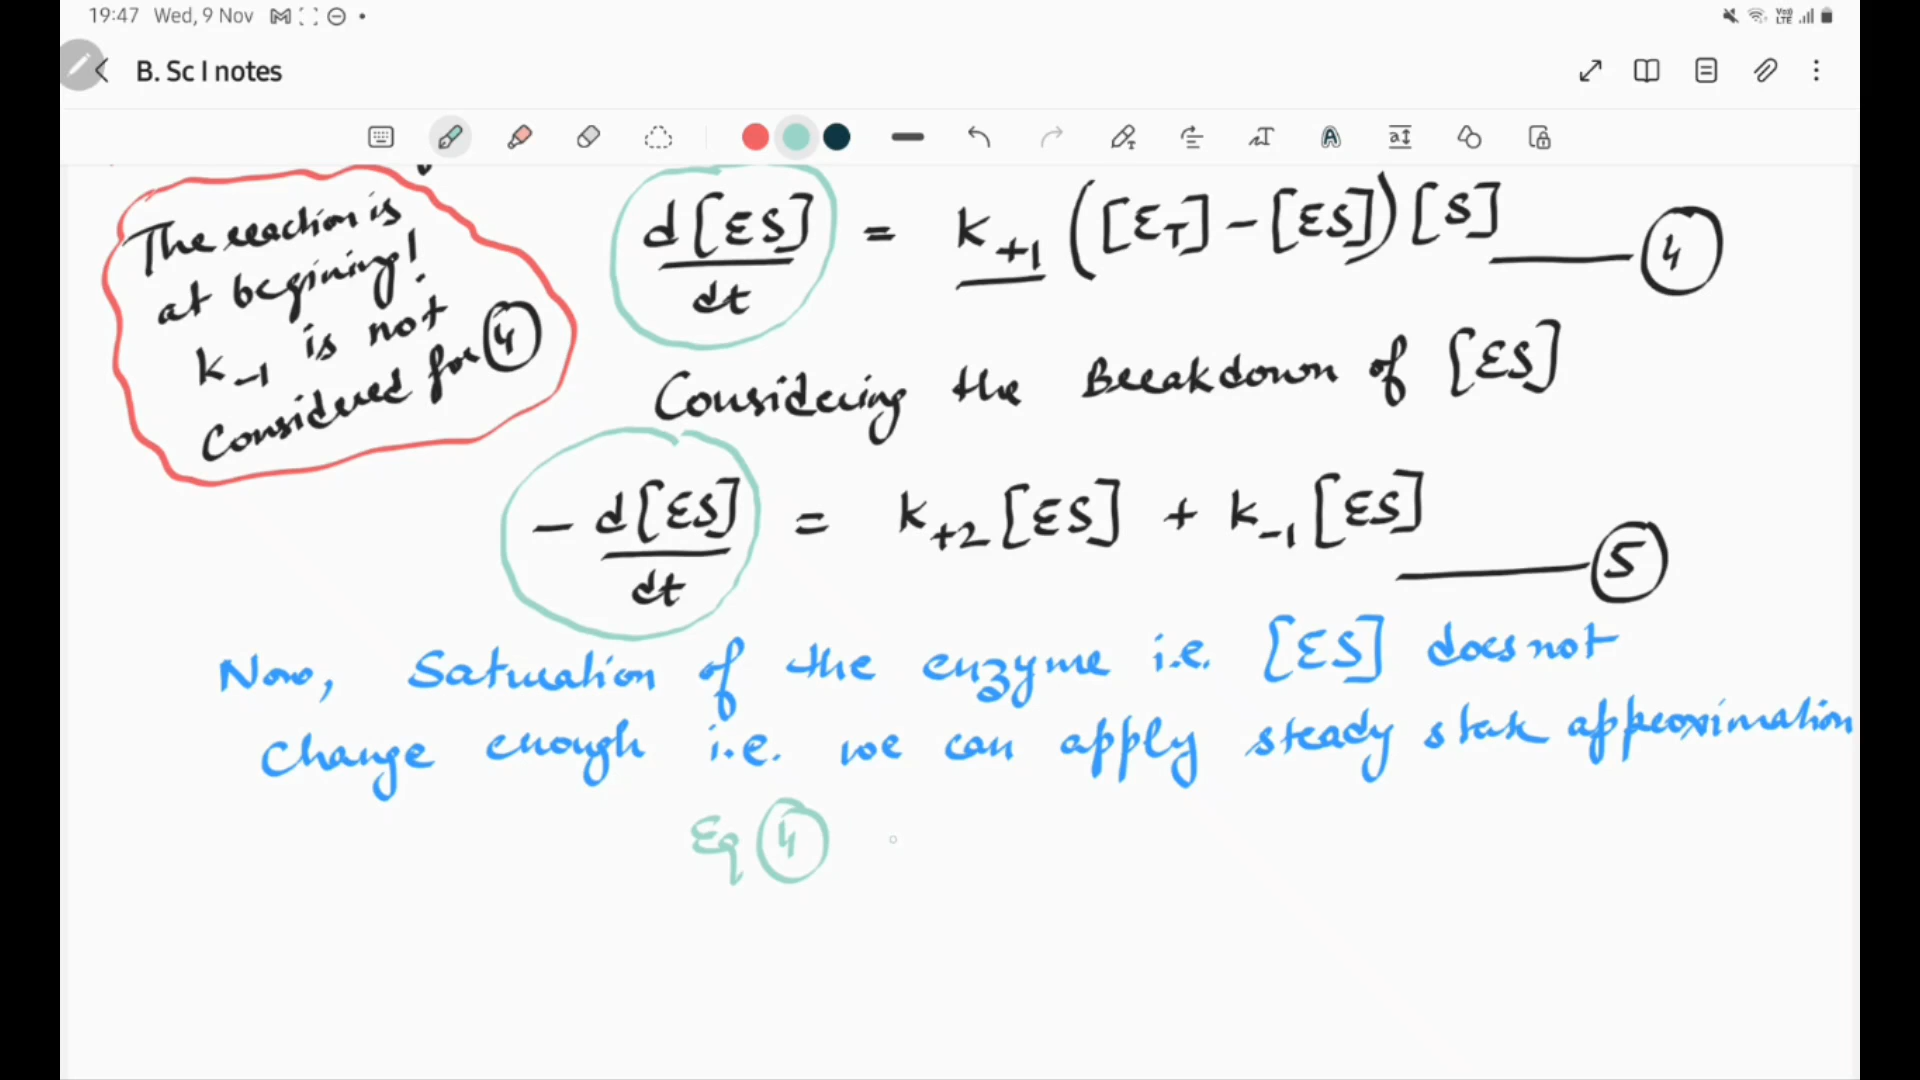 19:47 Wed, 9 Nov
B. Sc I notes
The reaction is
at begining!
k₋₁ is not
Considered for ④
d[ES]/dt = k₊₁ ([E_T] - [ES]) [S] ④
Considering the Breakdown of [ES]
- d[ES]/dt = k₊₂ [ES] + k₋₁ [ES] ⑤
Now, Saturation of the enzyme i.e. [ES] does not
change enough i.e. we can apply steady state approximation
Eq ④